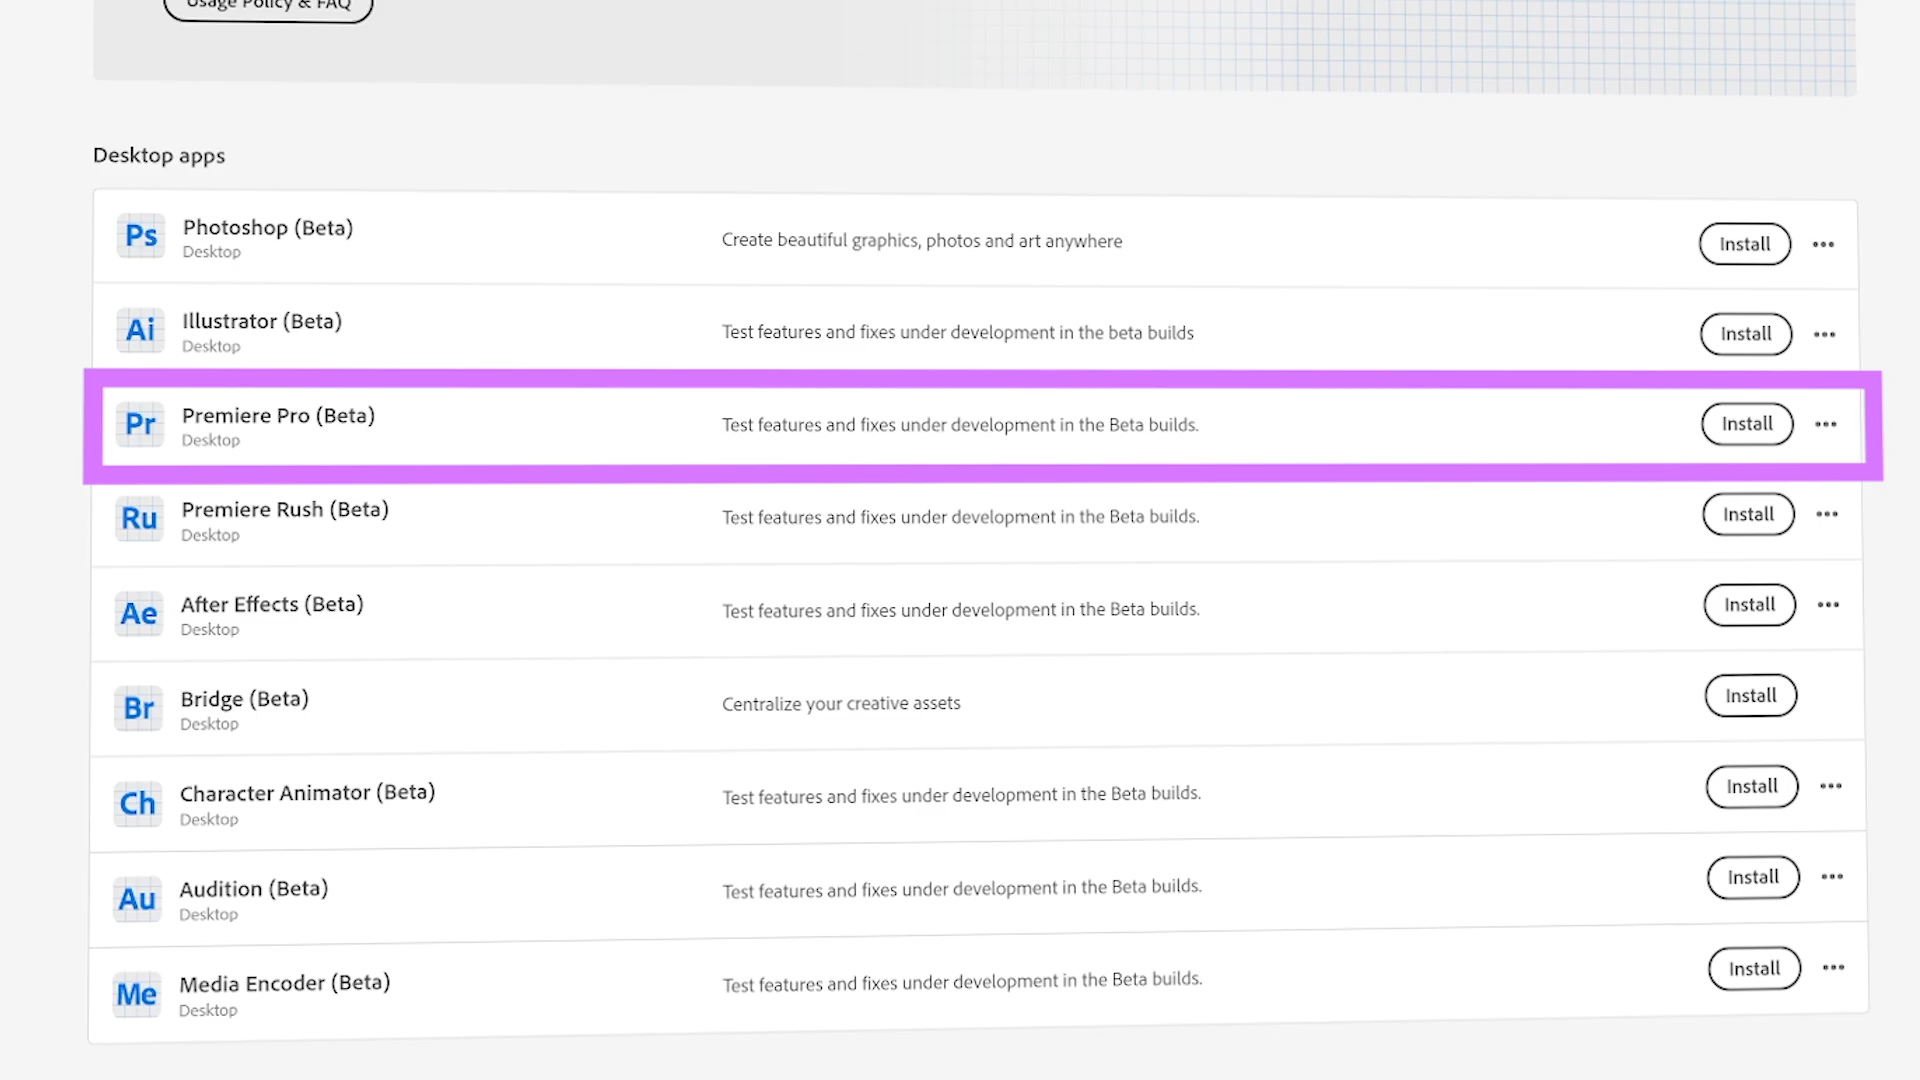 Usage Policy & FAQ
Desktop apps
Ps Photoshop (Beta) Create beautiful graphics, photos and art anywhere Install
Desktop
Ai Illustrator (Beta) Test features and fixes under development in the beta builds Install
Desktop
Pr Premiere Pro (Beta) Test features and fixes under development in the Beta builds. Install
Desktop
Ru Premiere Rush (Beta) Test features and fixes under development in the Beta builds. Install
Desktop
Ae After Effects (Beta) Test features and fixes under development in the Beta builds. Install
Desktop
Br Bridge (Beta) Centralize your creative assets Install
Desktop
Ch Character Animator (Beta) Test features and fixes under development in the Beta builds. Install
Desktop
Au Audition (Beta) Test features and fixes under development in the Beta builds. Install
Desktop
Me Media Encoder (Beta) Test features and fixes under development in the Beta builds. Install
Desktop